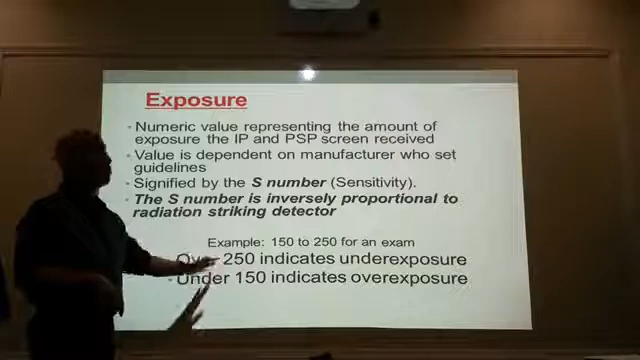 Exposure
Numeric value representing the amount of
exposure the IP and PSP screen received
Value is dependent on manufacturer who set
guidelines
Signified by the S number (Sensitivity).
The S number is inversely proportional to
radiation striking detector
Example: 150 to 250 for an exam
Over 250 indicates underexposure
Under 150 indicates overexposure